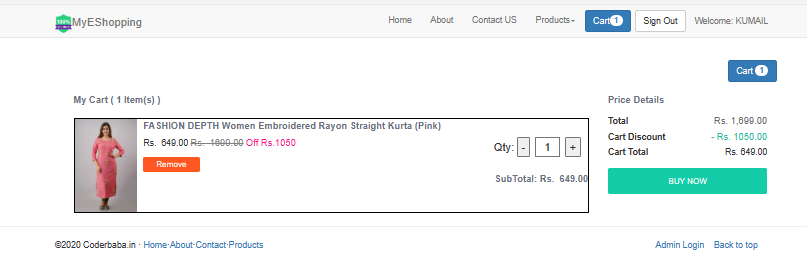 100%
MyEShopping
Home About Contact US Products Cart 1 Sign Out Welcome: KUMAIL
Cart 1
My Cart ( 1 Item(s) )
FASHION DEPTH Women Embroidered Rayon Straight Kurta (Pink)
Rs. 649.00 Rs. 1699.00 Off Rs.1050
Remove
Qty: - 1 +
SubTotal: Rs. 649.00
Price Details
Total Rs. 1,699.00
Cart Discount - Rs. 1050.00
Cart Total Rs. 649.00
BUY NOW
©2020 Coderbaba.in · Home·About·Contact·Products
Admin Login Back to top